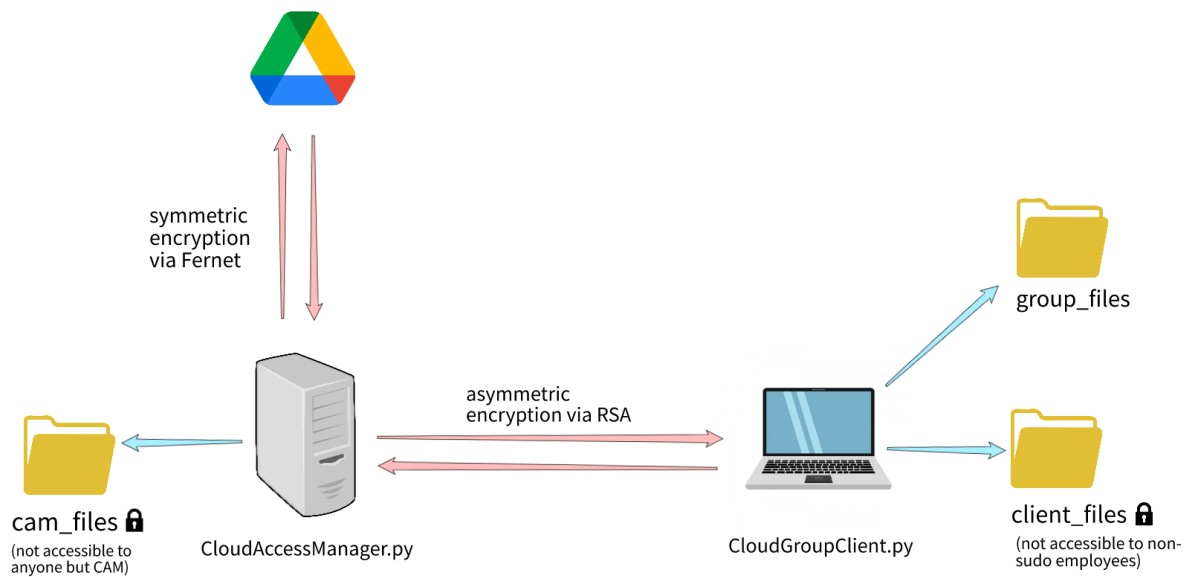 symmetric
encryption
via Fernet
group_files
asymmetric
encryption via RSA
cam_files
(not accessible to
anyone but CAM)
CloudAccessManager.py
CloudGroupClient.py
client_files
(not accessible to non-
sudo employees)